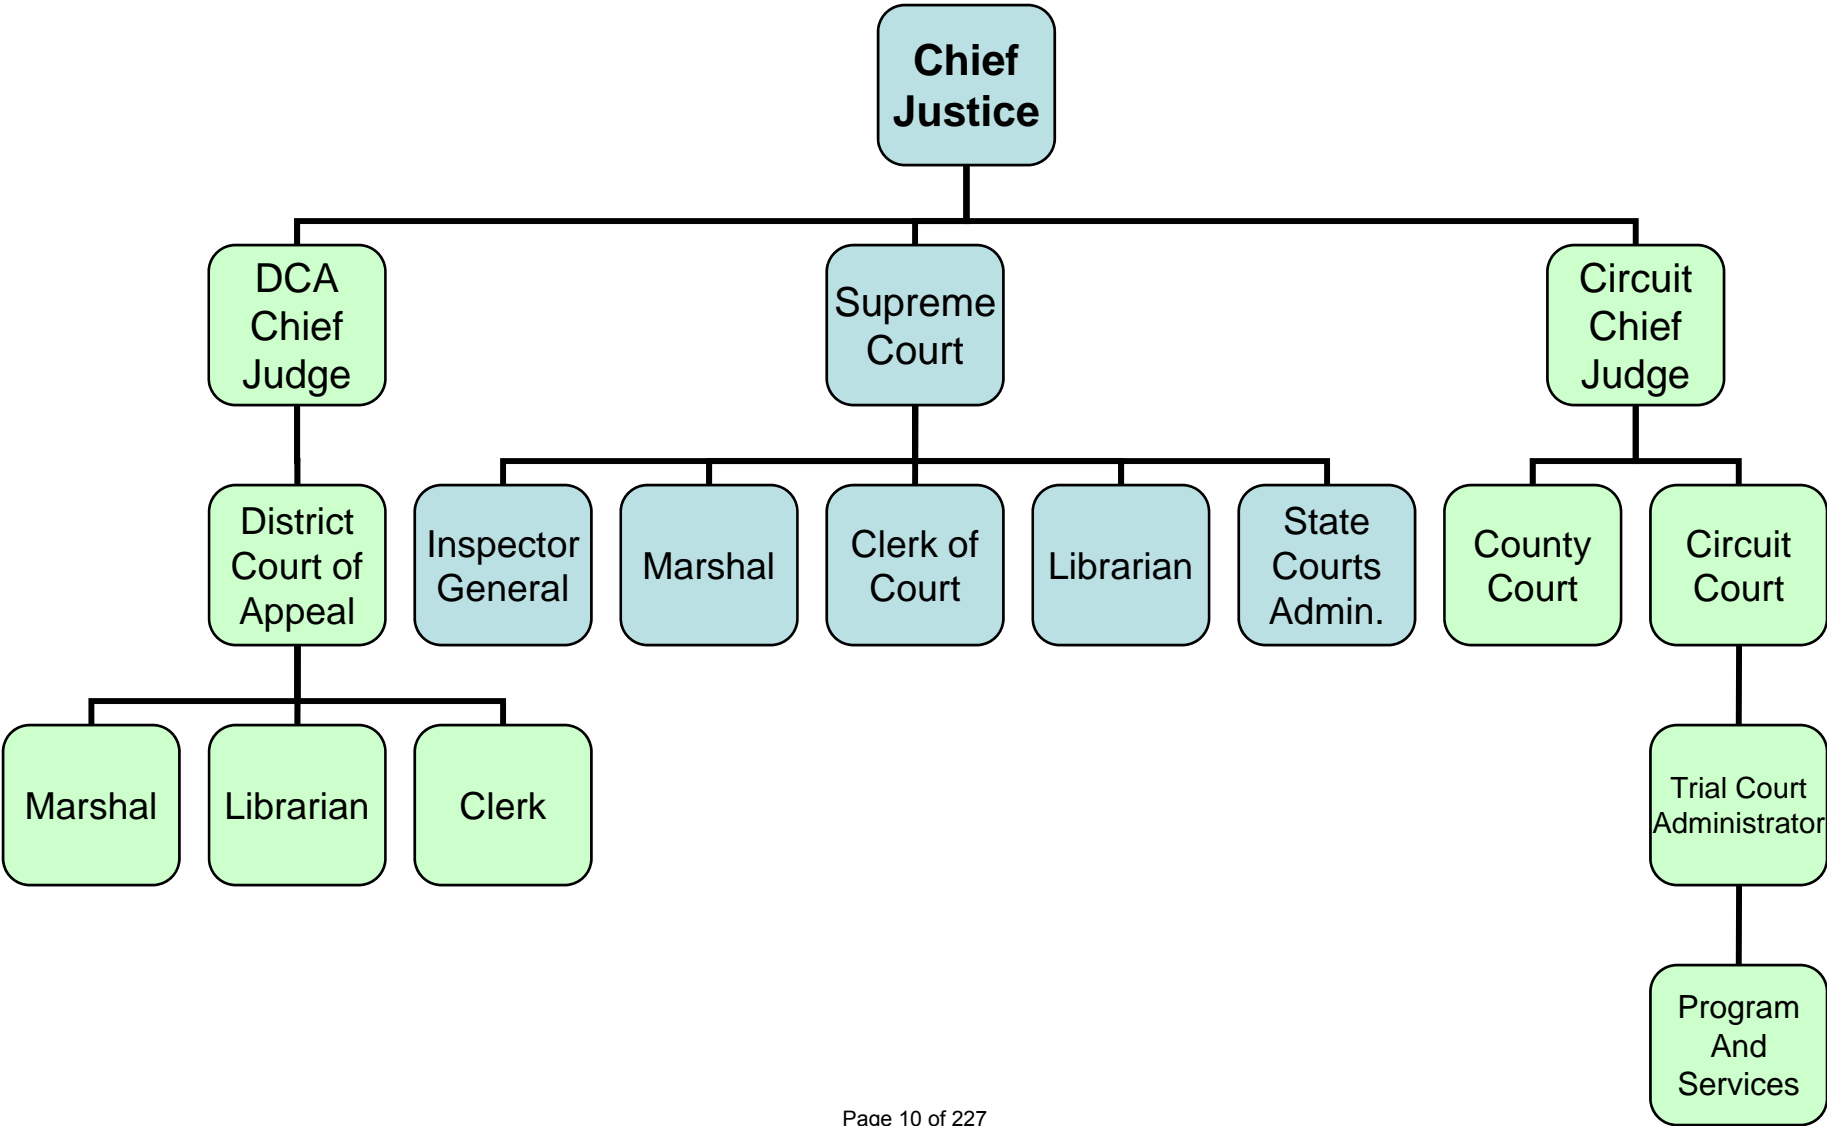 Chief
Justice
DCA
Chief
Judge
Supreme
Court
Circuit
Chief
Judge
District
Court of
Appeal
Inspector
General
Marshal
Clerk of
Court
Librarian
State
Courts
Admin.
County
Court
Circuit
Court
Marshal
Librarian
Clerk
Trial Court
Administrator
Program
And
Services
Page 10 of 227